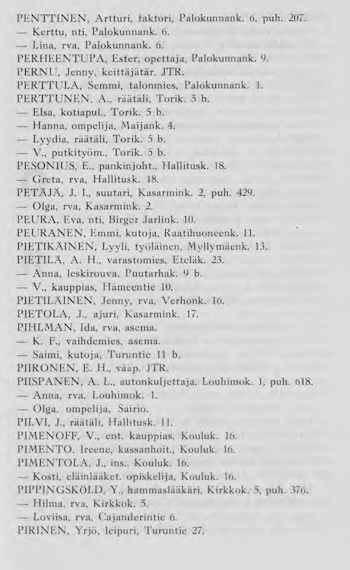 PENTTINEN, Artturi, faktori, Palokunnank. 6, puh. 207.
— Kerttu, nti, Palokunnank. 6.
— Lina, rva, Palokunnank. 6.
PERHEENTUPA, Ester, opettaja, Palokunnank. 9.
PERNU, Jenny, keittäjätär. JTR.
PERTTULA, Semmi, talonmies, Palokunnank. 1.
PERTTUNEN, A., räätäli, Torik. 5 b.
— Elsa, kotiapul., Torik. 5 b.
— Hanna, ompelija, Maijank. 4.
— Lyydia, räätäli, Torik. 5 b.
— V., putkityöm., Torik. 5 b.
PESONIUS, E., pankinjoht., Hallitusk. 18.
— Greta, rva, Hallitusk. 18.
PETÄJÄ, J. I., suutari, Kasarmink. 2, puh. 429.
— Olga, rva, Kasarmink. 2.
PEURA, Eva, nti, Birger Jarlink. 10.
PEURANEN, Emmi, kutoja, Raatihuoneenk. 11.
PIETIKÄINEN, Lyyli, työläinen, Myllymäenk. 13.
PIETILÄ, A. H., varastomies, Eteläk. 23.
— Anna, leskirouva, Puutarhak. 9 b.
— V., kauppias, Hämeentie 10.
PIETILÄINEN, Jenny, rva, Verhonk. 16.
PIETOLA, J., ajuri, Kasarmink. 17.
PIHLMAN, Ida, rva, asema.
— K. F., vaihdemies, asema.
— Saimi, kutoja, Turuntie 11 b.
PIIRONEN, E. H., vääp. JTR.
PIISPANEN, A. L., autonkuljettaja, Louhimok. 1, puh. 618.
— Anna, rva, Louhimok. 1.
— Olga, ompelija, Sairio.
PILVI, J., räätäli, Hallitusk. 11.
PIMENOFF, V., ent. kauppias, Kouluk. 16.
PIMENTO, Ireene, kassanhoit., Kouluk. 16.
PIMENTOLA, J., ins., Kouluk. 16.
— Kosti, eläinlääket. opiskelija, Kouluk. 16.
PIPPINGSKÖLD, Y., hammaslääkäri, Kirkkok. 5, puh. 376.
— Hilma, rva, Kirkkok. 5.
— Loviisa, rva, Cajanderintie 6.
PIRINEN, Yrjö, leipuri, Turuntie 27.